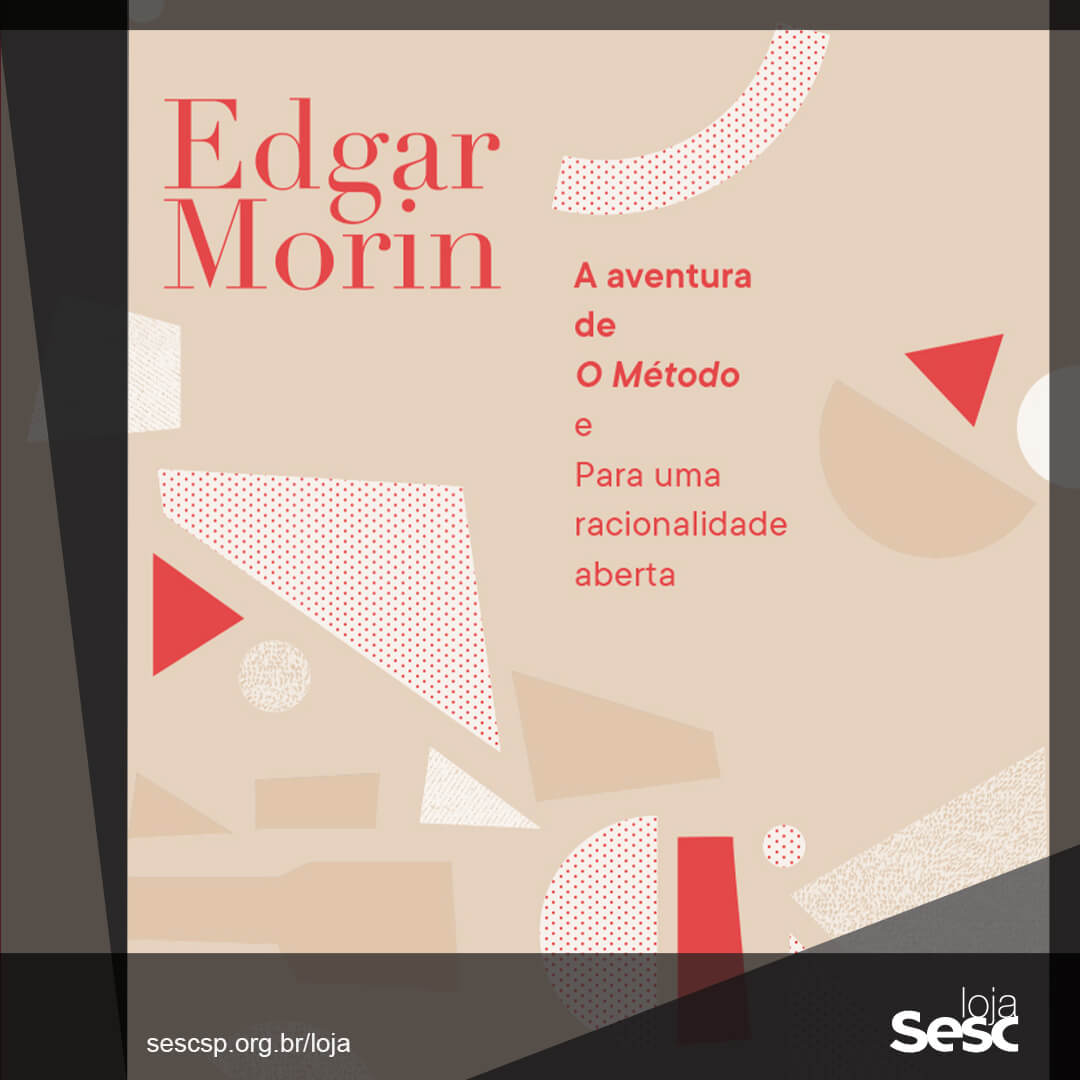 Edgar
Morin
A aventura
de
O Método
e
Para uma
racionalidade
aberta
sescsp.org.br/loja
loja
Sesc